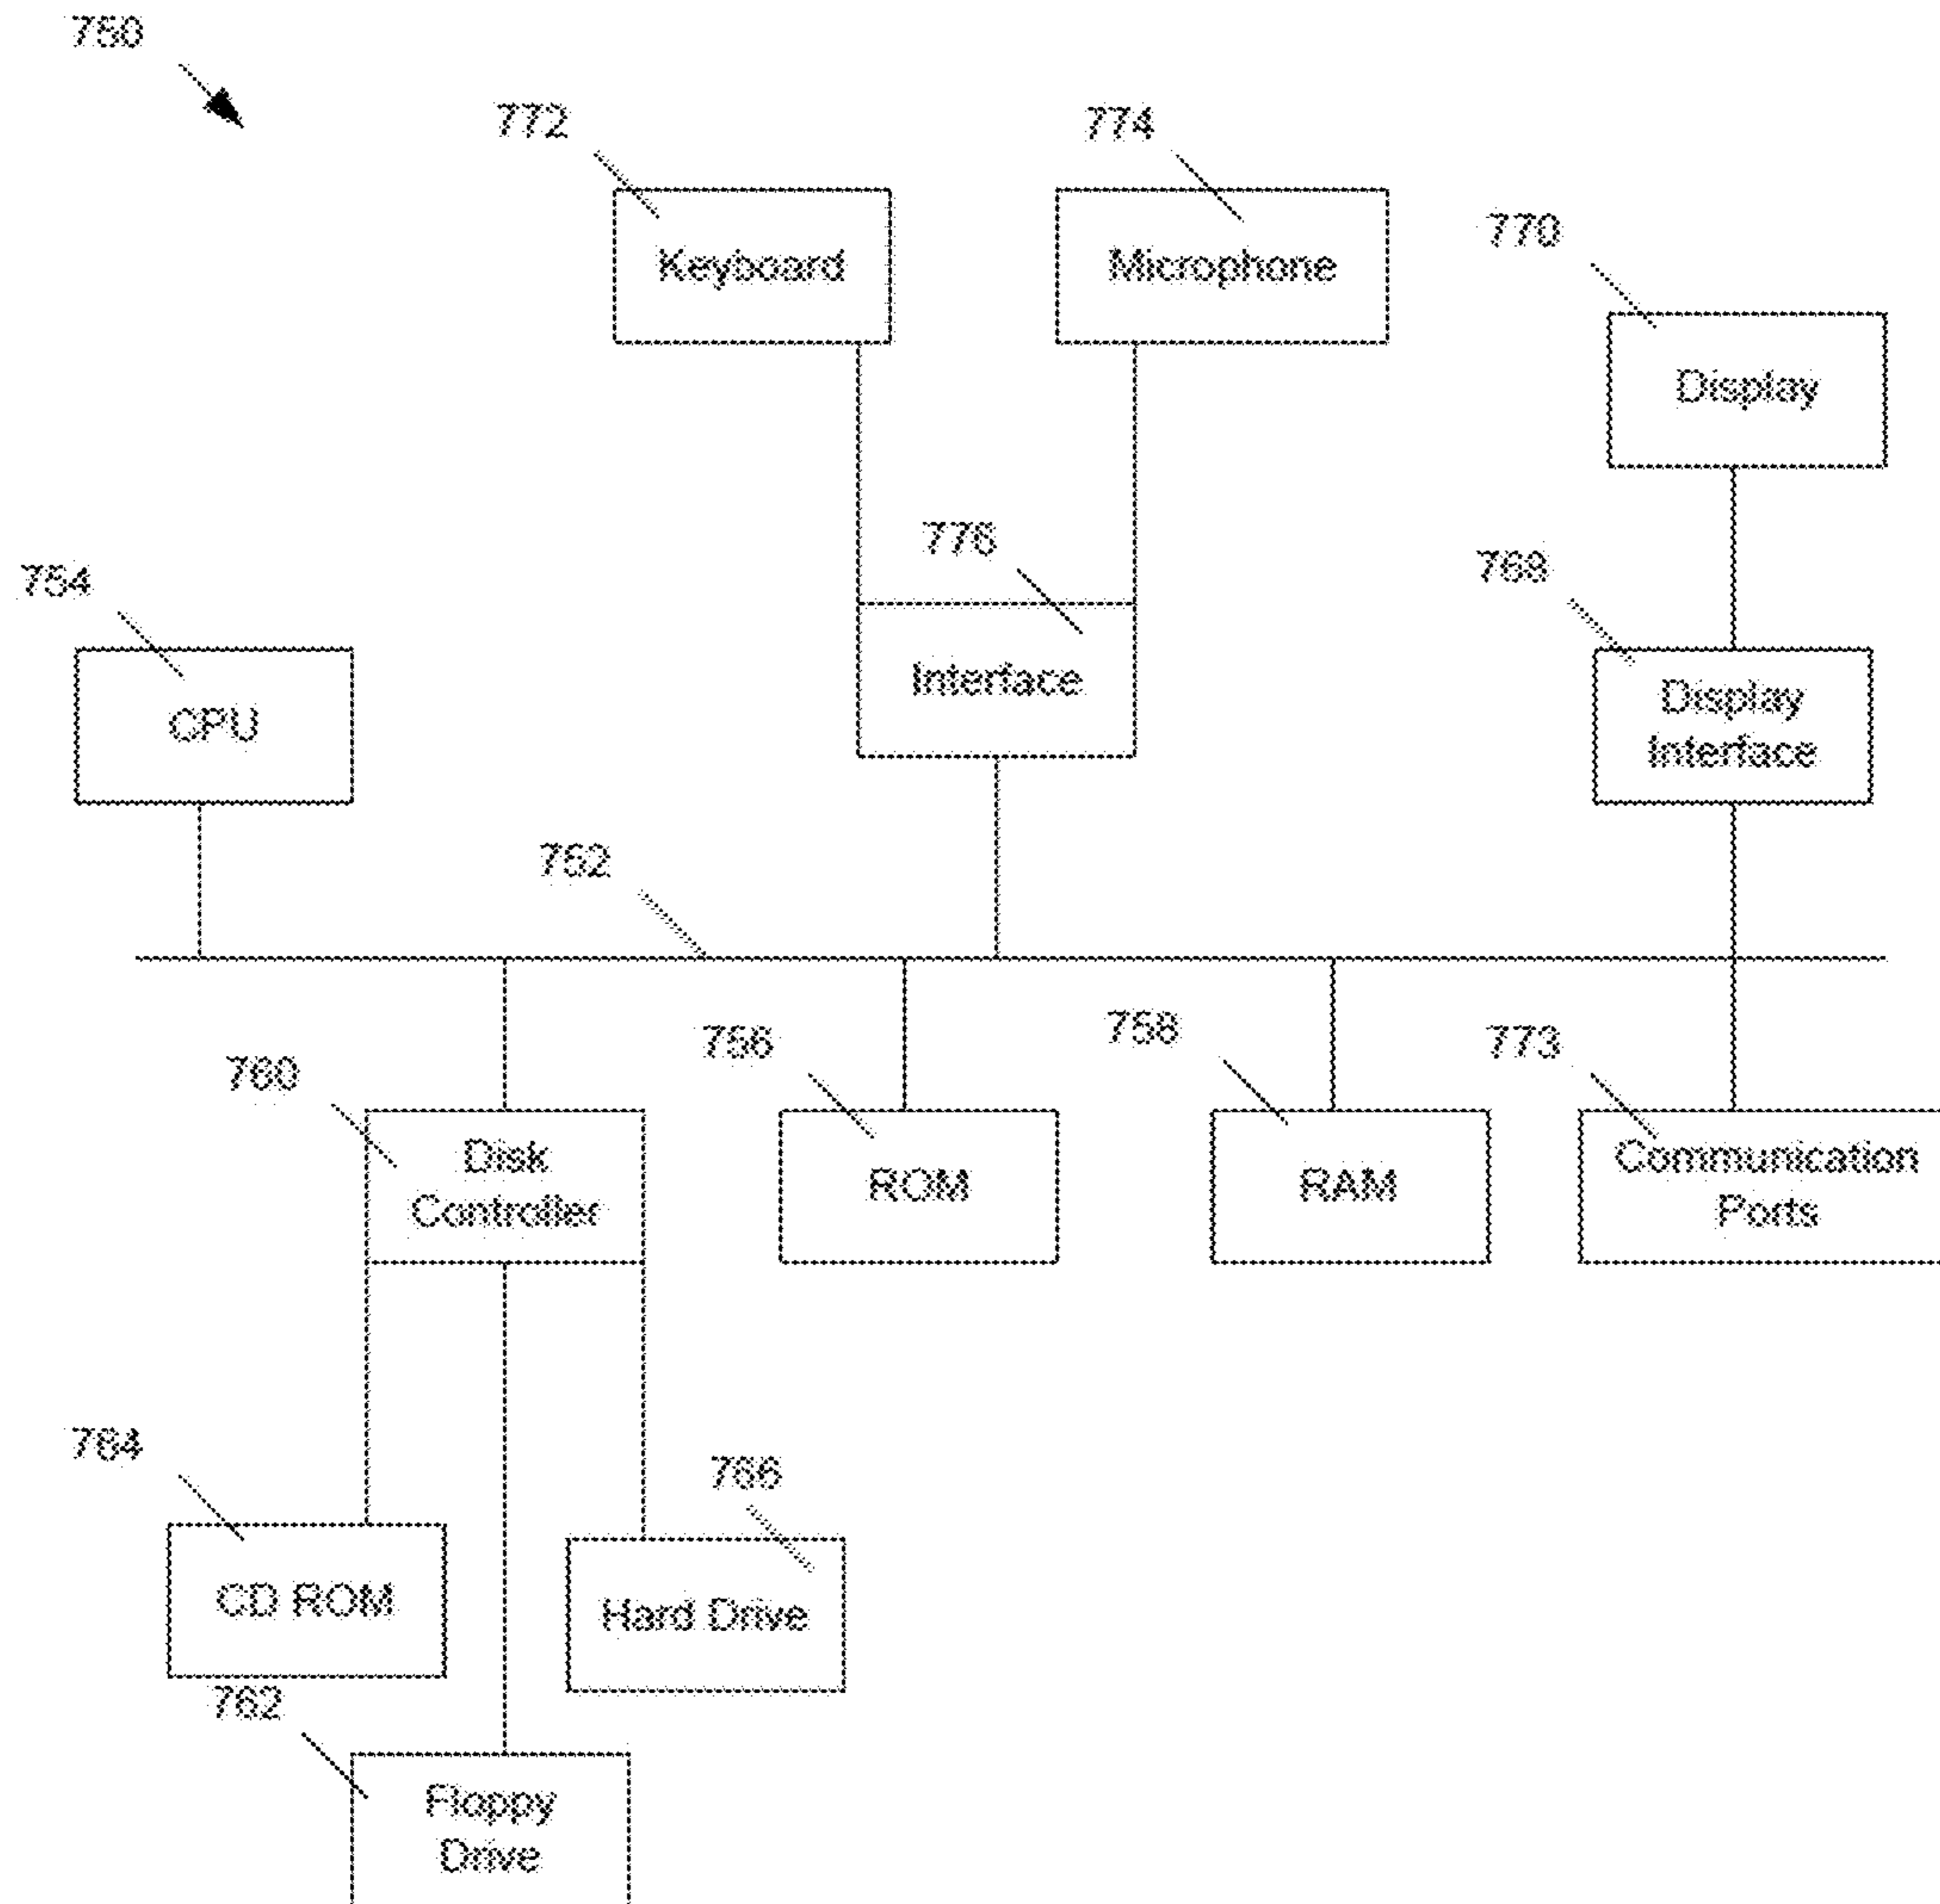 750
772
774
Keyboard
Microphone
770
Display
776
754
768
CPU
Interface
Display
Interface
752
760
756
758
773
Disk
Controller
ROM
RAM
Communication
Ports
764
766
CD ROM
Hard Drive
762
Floppy
Drive